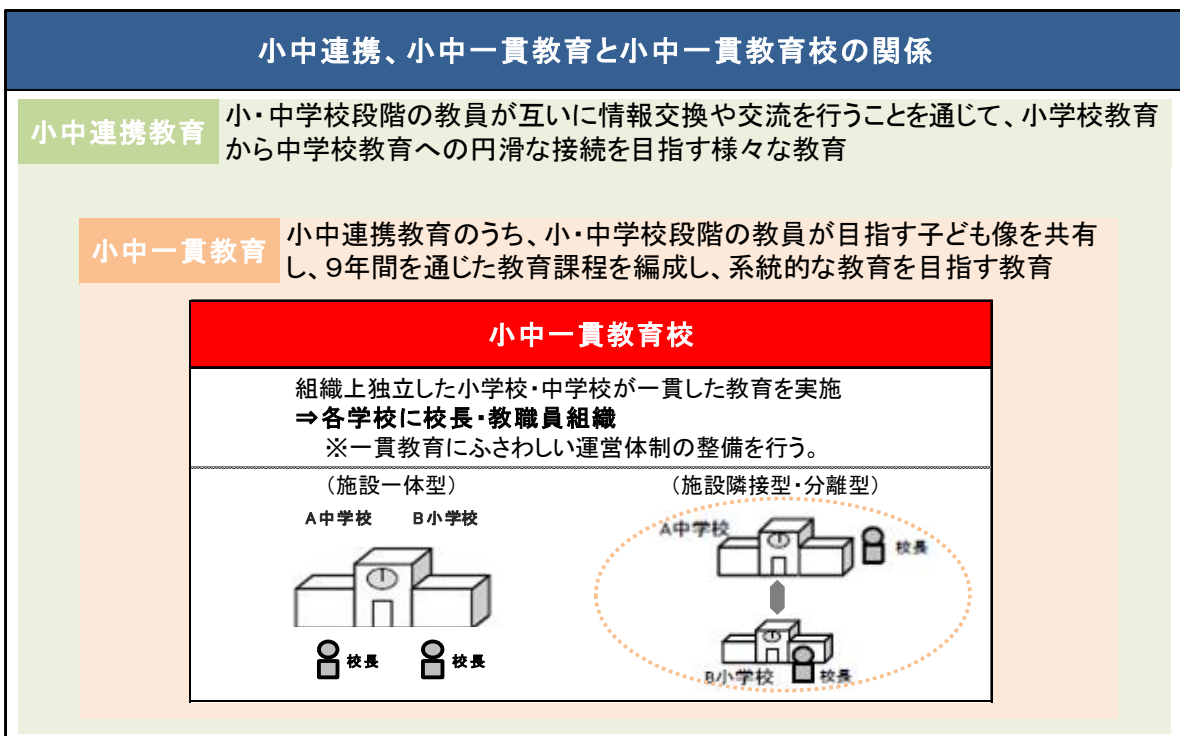 小中連携、小中一貫教育と小中一貫教育校の関係
小中連携教育
小・中学校段階の教員が互いに情報交換や交流を行うことを通じて、小学校教育
から中学校教育への円滑な接続を目指す様々な教育
小中一貫教育
小中連携教育のうち、小・中学校段階の教員が目指す子ども像を共有
し、9年間を通じた教育課程を編成し、系統的な教育を目指す教育
小中一貫教育校
組織上独立した小学校・中学校が一貫した教育を実施
⇒各学校に校長・教職員組織
※一貫教育にふさわしい運営体制の整備を行う。
（施設一体型）
A中学校 B小学校
校長 校長
（施設隣接型・分離型）
A中学校
校長
B小学校 校長